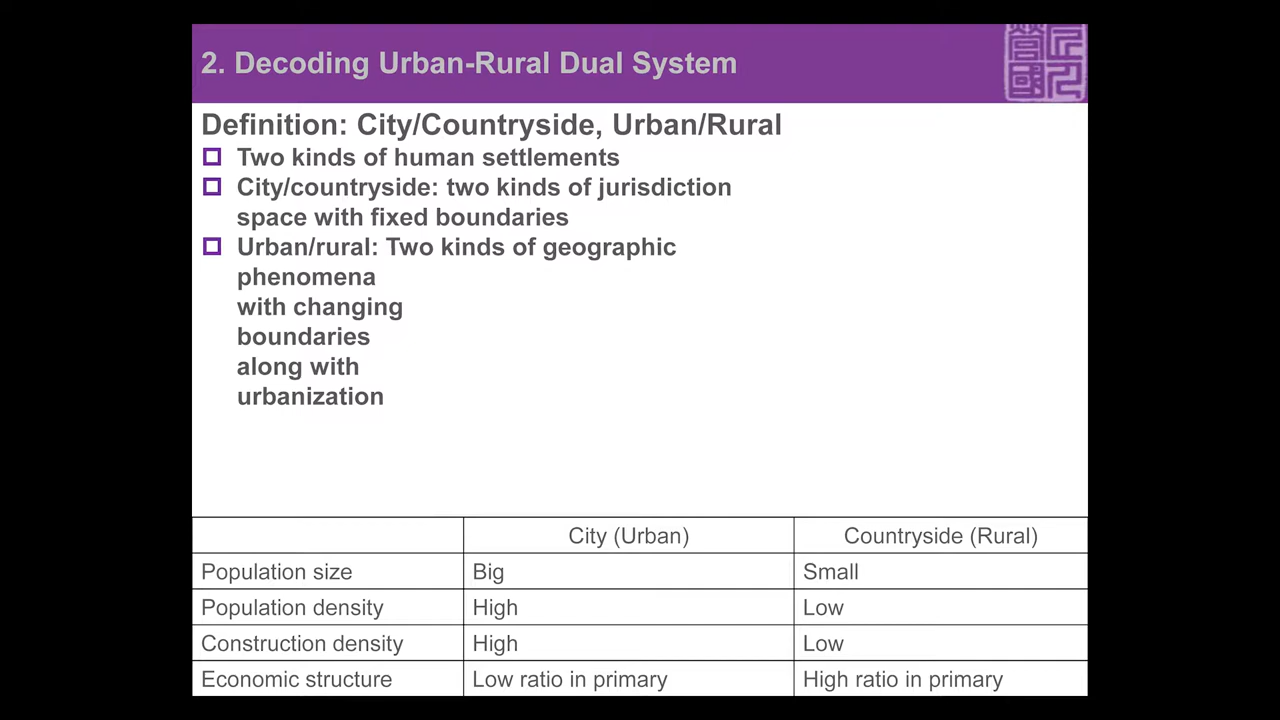 2. Decoding Urban-Rural Dual System
Definition: City/Countryside, Urban/Rural
Two kinds of human settlements
City/countryside: two kinds of jurisdiction
space with fixed boundaries
Urban/rural: Two kinds of geographic
phenomena
with changing
boundaries
along with
urbanization
City (Urban) Countryside (Rural)
Population size Big Small
Population density High Low
Construction density High Low
Economic structure Low ratio in primary High ratio in primary